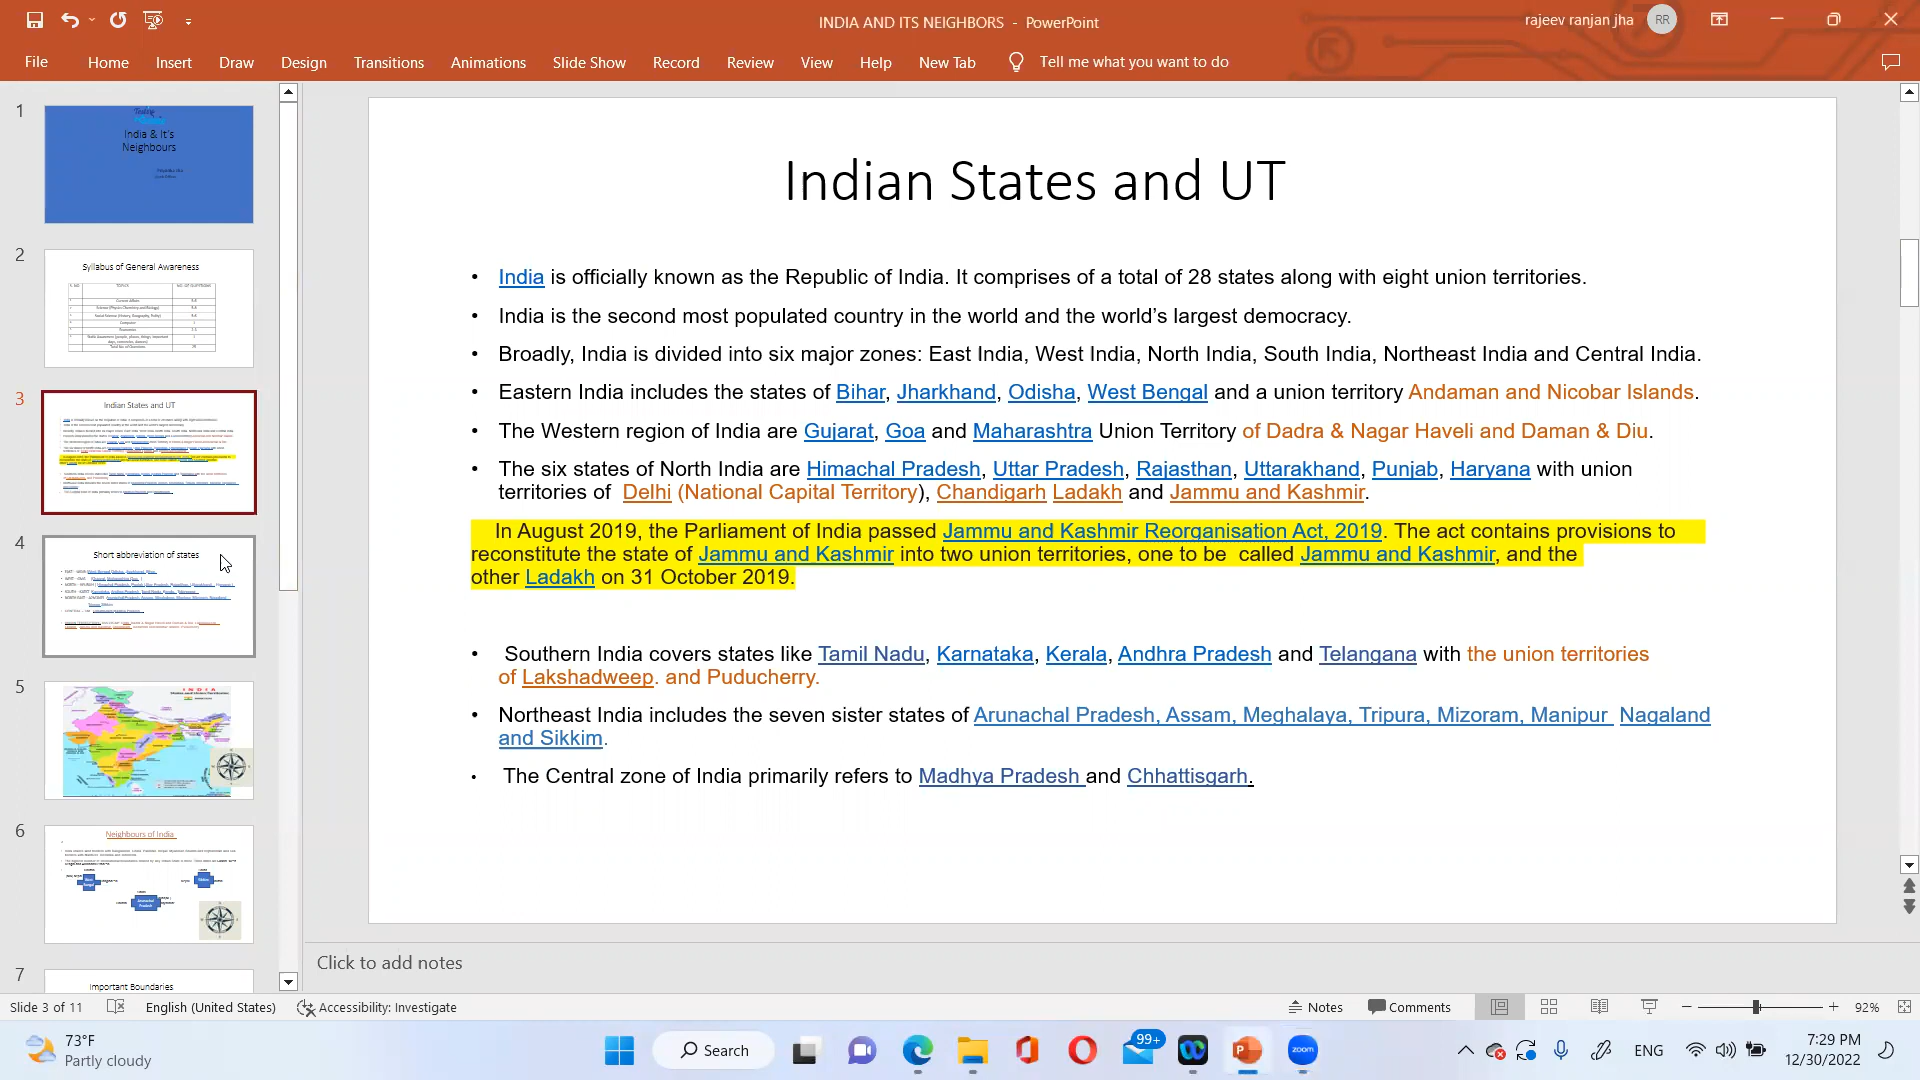 INDIA AND ITS NEIGHBORS - PowerPoint
rajeev ranjan jha
RR
File Home Insert Draw Design Transitions Animations Slide Show Record Review View Help New Tab Tell me what you want to do
1
India & It's
Neighbours
2
Syllabus of General Awareness
3
Indian States and UT
4
Short abbreviation of states
5
6
Neighbours of India
7
Important Boundaries
Indian States and UT
• India is officially known as the Republic of India. It comprises of a total of 28 states along with eight union territories.
• India is the second most populated country in the world and the world's largest democracy.
• Broadly, India is divided into six major zones: East India, West India, North India, South India, Northeast India and Central India.
• Eastern India includes the states of Bihar, Jharkhand, Odisha, West Bengal and a union territory Andaman and Nicobar Islands.
• The Western region of India are Gujarat, Goa and Maharashtra Union Territory of Dadra & Nagar Haveli and Daman & Diu.
• The six states of North India are Himachal Pradesh, Uttar Pradesh, Rajasthan, Uttarakhand, Punjab, Haryana with union
territories of Delhi (National Capital Territory), Chandigarh Ladakh and Jammu and Kashmir.
In August 2019, the Parliament of India passed Jammu and Kashmir Reorganisation Act, 2019. The act contains provisions to
reconstitute the state of Jammu and Kashmir into two union territories, one to be called Jammu and Kashmir, and the
other Ladakh on 31 October 2019.
• Southern India covers states like Tamil Nadu, Karnataka, Kerala, Andhra Pradesh and Telangana with the union territories
of Lakshadweep. and Puducherry.
• Northeast India includes the seven sister states of Arunachal Pradesh, Assam, Meghalaya, Tripura, Mizoram, Manipur Nagaland
and Sikkim.
• The Central zone of India primarily refers to Madhya Pradesh and Chhattisgarh.
Click to add notes
Slide 3 of 11 English (United States) Accessibility: Investigate Notes Comments 92%
73°F
Partly cloudy
Search
99+
zoom
ENG
7:29 PM
12/30/2022